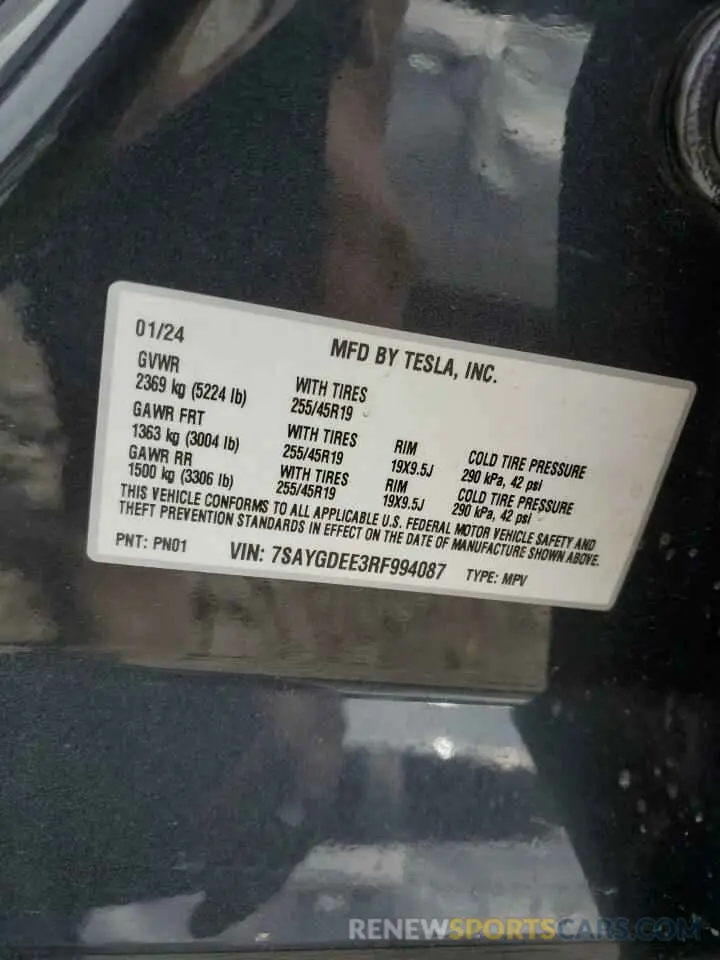 01/24
MFD BY TESLA, INC.
GVWR
2369 kg (5224 lb)
WITH TIRES
255/45R19
GAWR FRT
1363 kg (3004 lb)
WITH TIRES
255/45R19
RIM
19X9.5J
COLD TIRE PRESSURE
290 kPa, 42 psi
GAWR RR
1500 kg (3306 lb)
WITH TIRES
255/45R19
RIM
19X9.5J
COLD TIRE PRESSURE
290 kPa, 42 psi
THIS VEHICLE CONFORMS TO ALL APPLICABLE U.S. FEDERAL MOTOR VEHICLE SAFETY AND
THEFT PREVENTION STANDARDS IN EFFECT ON THE DATE OF MANUFACTURE SHOWN ABOVE.
PNT: PN01 VIN: 7SAYGDEE3RF994087 TYPE: MPV
RENEWSPORTSCARS.COM